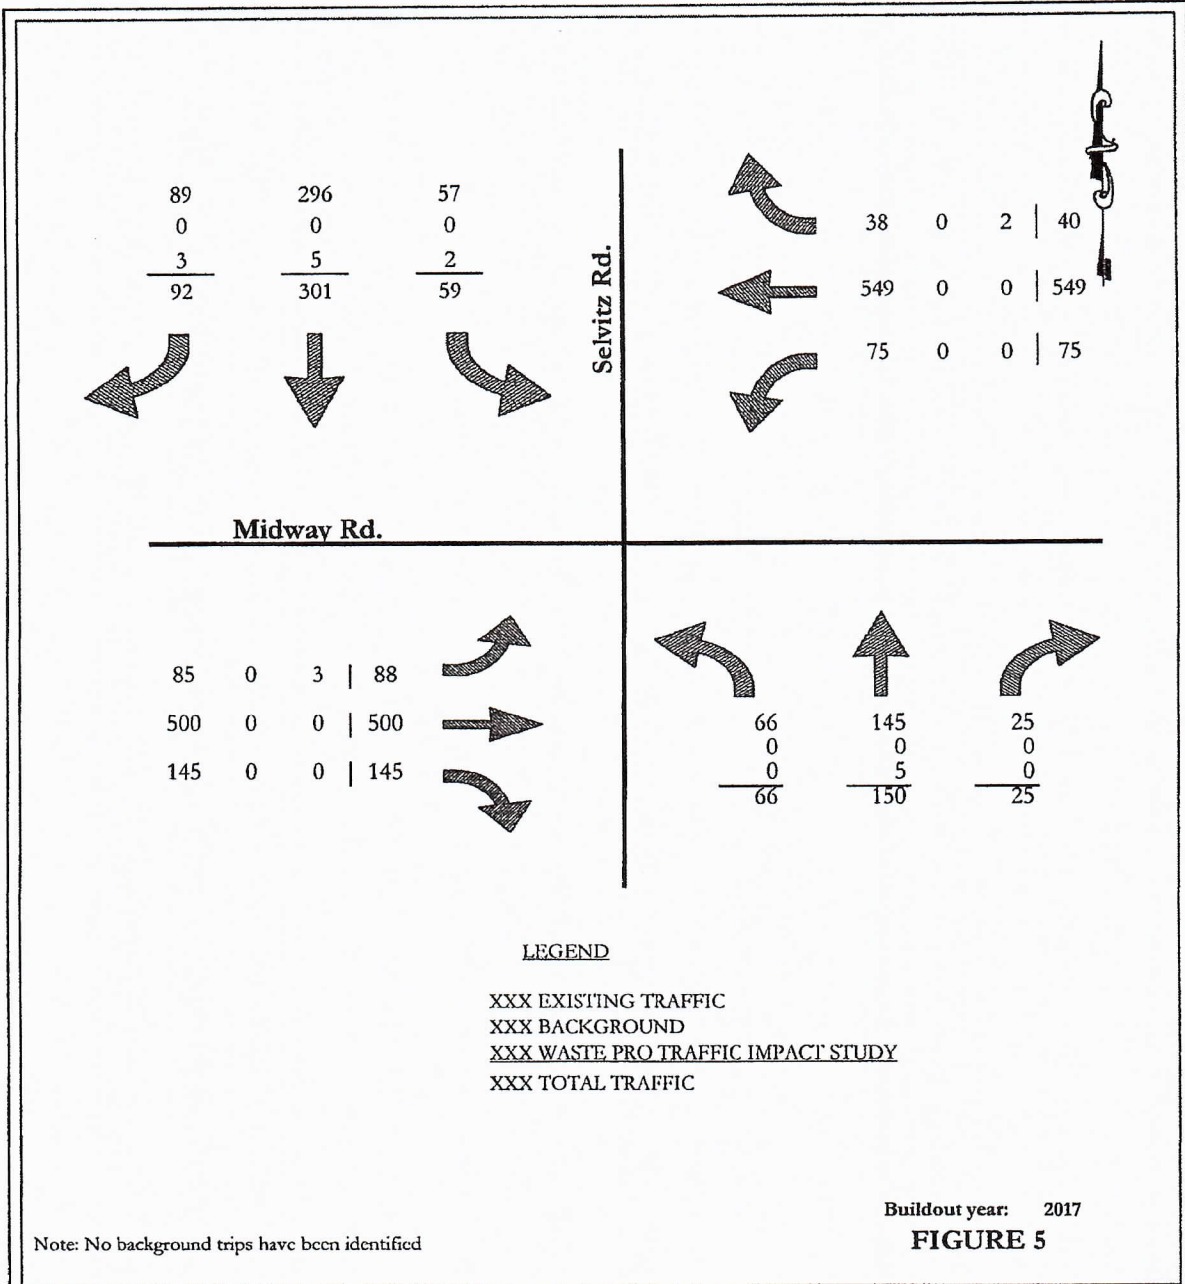 89 296 57
0 0 0
3 5 2
92 301 59
Selvitz Rd.
38 0 2 | 40
549 0 0 | 549
75 0 0 | 75
Midway Rd.
85 0 3 | 88
500 0 0 | 500
145 0 0 | 145
66 145 25
0 0 0
0 5 0
66 150 25
LEGEND
XXX EXISTING TRAFFIC
XXX BACKGROUND
XXX WASTE PRO TRAFFIC IMPACT STUDY
XXX TOTAL TRAFFIC
Buildout year: 2017
FIGURE 5
Note: No background trips have been identified